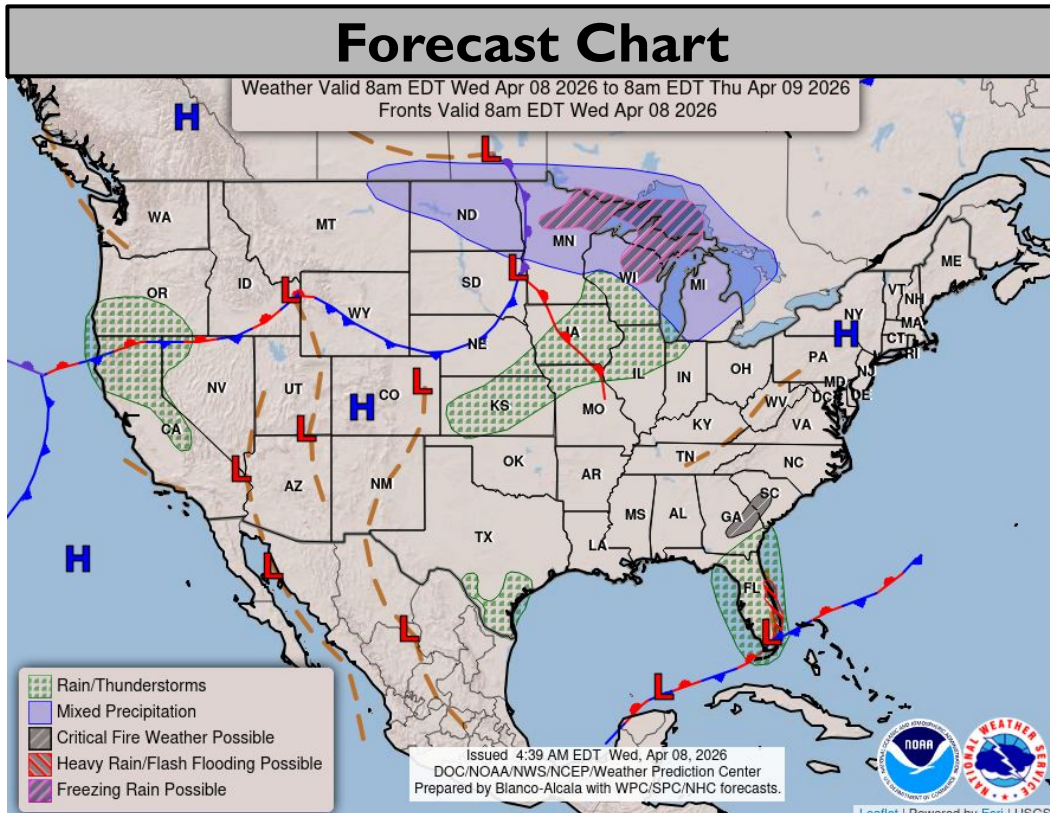 Forecast Chart
Weather Valid 8am EDT Wed Apr 08 2026 to 8am EDT Thu Apr 09 2026
Fronts Valid 8am EDT Wed Apr 08 2026
H
L
WA
MT
ND
MN
ME
OR
ID
WY
SD
WI
MI
VT
NH
NY
MA
CT
RI
L
L
H
NE
IA
PA
NJ
NV
UT
CO
H
L
KS
IL
IN
OH
MD
DE
DC
WV
VA
MO
KY
CA
L
L
AZ
NM
OK
AR
TN
NC
SC
MS
AL
GA
TX
LA
H
L
FL
L
L
L
Rain/Thunderstorms
Mixed Precipitation
Critical Fire Weather Possible
Heavy Rain/Flash Flooding Possible
Freezing Rain Possible
Issued 4:39 AM EDT, Wed, Apr 08, 2026
DOC/NOAA/NWS/NCEP/Weather Prediction Center
Prepared by Blanco-Alcala with WPC/SPC/NHC forecasts.
NOAA
NATIONAL WEATHER SERVICE
Leaflet | Powered by Esri | USGS